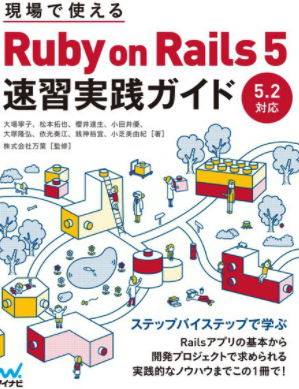 現場で使える
Ruby on Rails 5
速習実践ガイド
5.2
対応
大場寧子、松本拓也、櫻井達生、小田井優、
大塚隆弘、依光奏江、銭神裕宜、小芝美由紀 [著]
株式会社万葉 [監修]
ステップバイステップで学ぶ
Railsアプリの基本から
開発プロジェクトで求められる
実践的なノウハウまでこの1冊で!
マイナビ